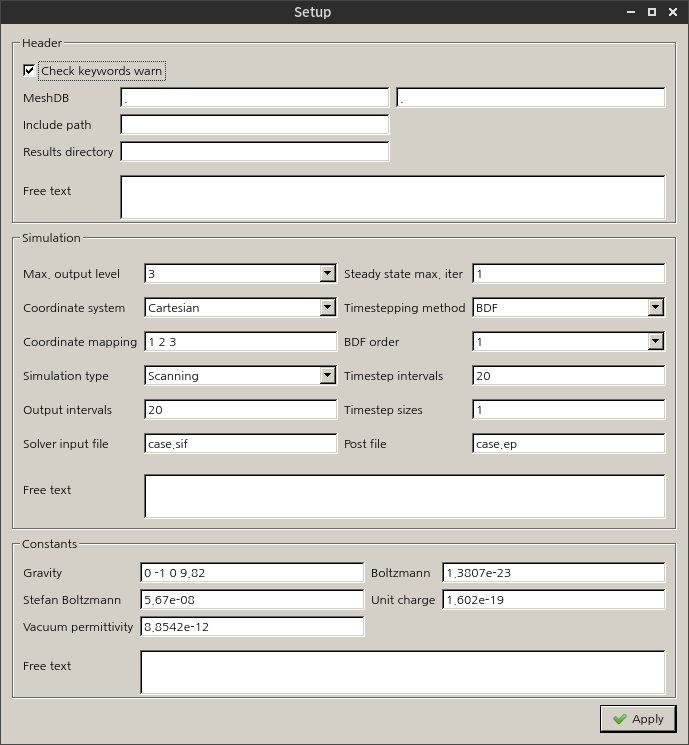 Setup
Header
Check keywords warn
MeshDB . .
Include path
Results directory
Free text
Simulation
Max. output level 3 Steady state max. iter 1
Coordinate system Cartesian Timestepping method BDF
Coordinate mapping 1 2 3 BDF order 1
Simulation type Scanning Timestep intervals 20
Output intervals 20 Timestep sizes 1
Solver input file case.sif Post file case.ep
Free text
Constants
Gravity 0 -1 0 9.82 Boltzmann 1.3807e-23
Stefan Boltzmann 5.67e-08 Unit charge 1.602e-19
Vacuum permittivity 8.8542e-12
Free text
Apply